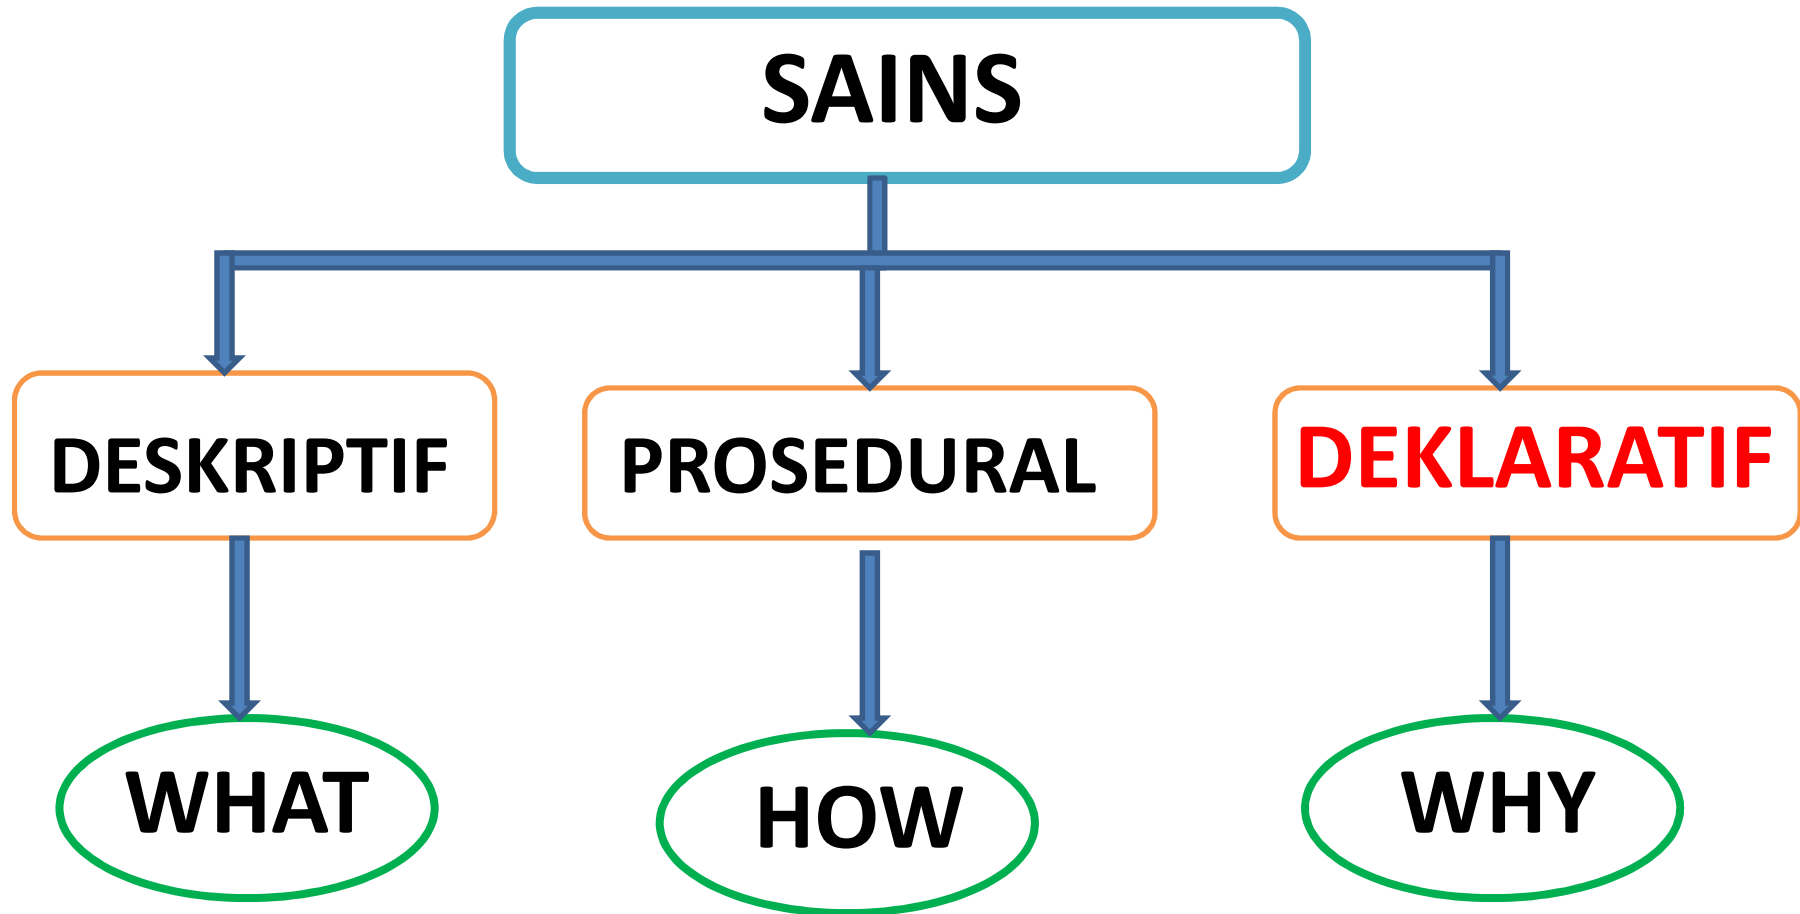 SAINS
DESKRIPTIF
PROSEDURAL
DEKLARATIF
WHAT
HOW
WHY